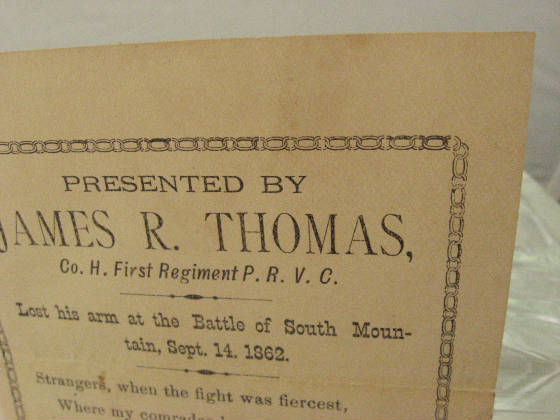 PRESENTED BY
JAMES R. THOMAS,
Co. H. First Regiment P. R. V. C.
Lost his arm at the Battle of South Moun-
tain, Sept. 14. 1862.
Strangers, when the fight was fiercest,
Where my comrades